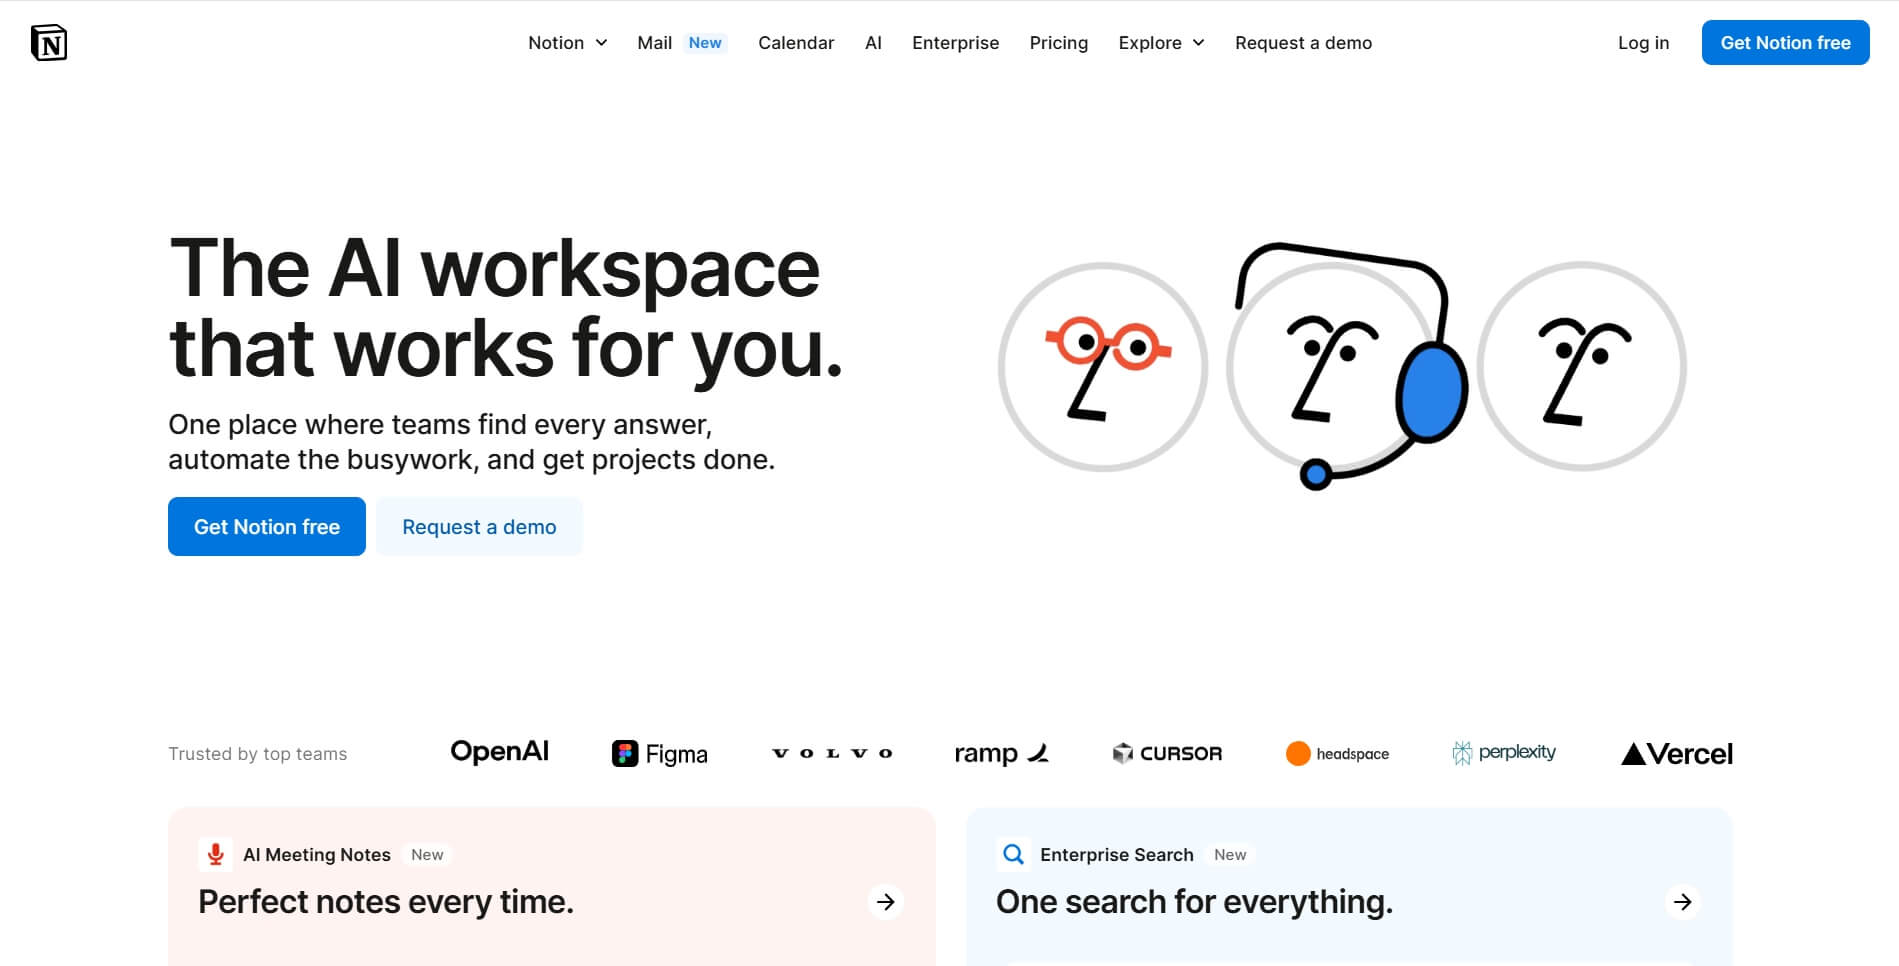 N
Notion
Mail New
Calendar
AI
Enterprise
Pricing
Explore
Request a demo
Log in
Get Notion free
The AI workspace
that works for you.
One place where teams find every answer,
automate the busywork, and get projects done.
Get Notion free
Request a demo
Trusted by top teams
OpenAI
Figma
VOLVO
ramp
CURSOR
headspace
perplexity
Vercel
AI Meeting Notes New
Perfect notes every time.
Enterprise Search New
One search for everything.